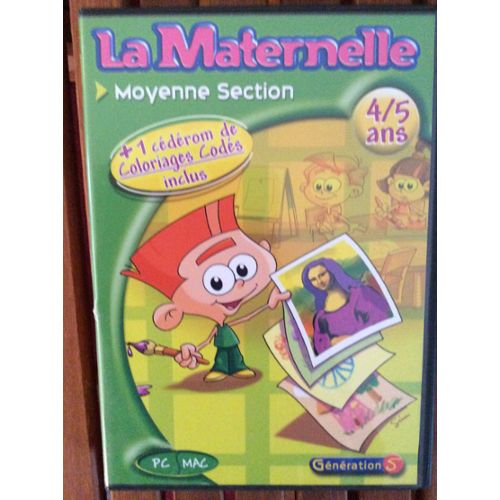 La Maternelle
Moyenne Section
4/5
ans
+ 1 cédérom de
Coloriages Codés
inclus
PC MAC
Génération 5